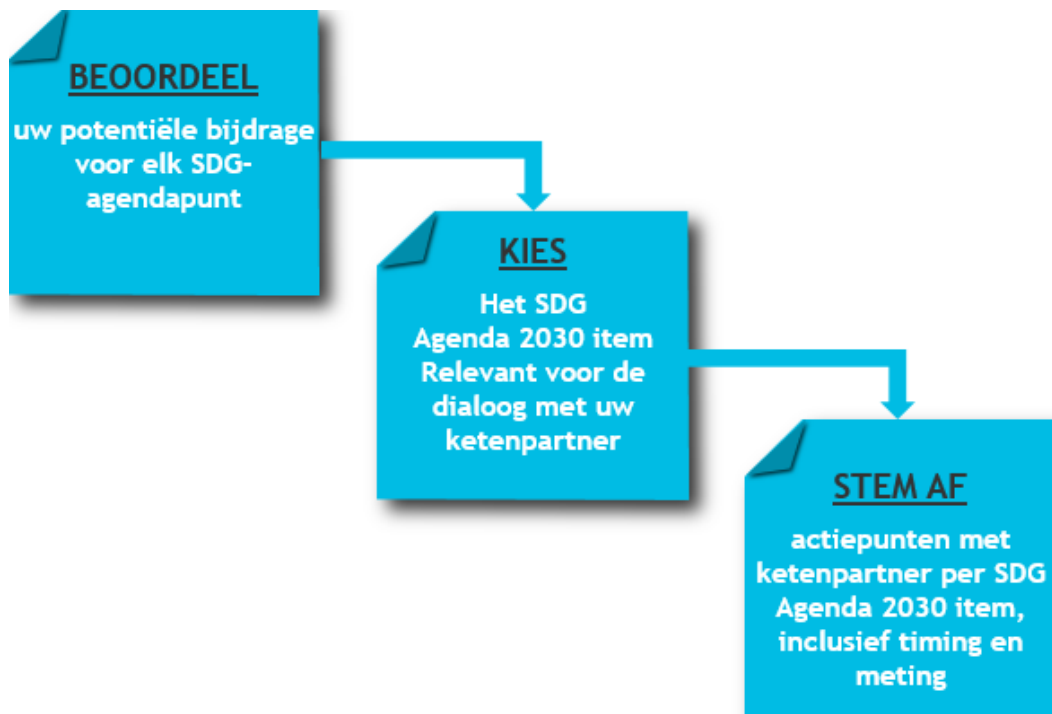 BEOORDEEL
uw potentiële bijdrage
voor elk SDG-
agendapunt
KIES
Het SDG
Agenda 2030 item
Relevant voor de
dialoog met uw
ketenpartner
STEM AF
actiepunten met
ketenpartner per SDG
Agenda 2030 item,
inclusief timing en
meting